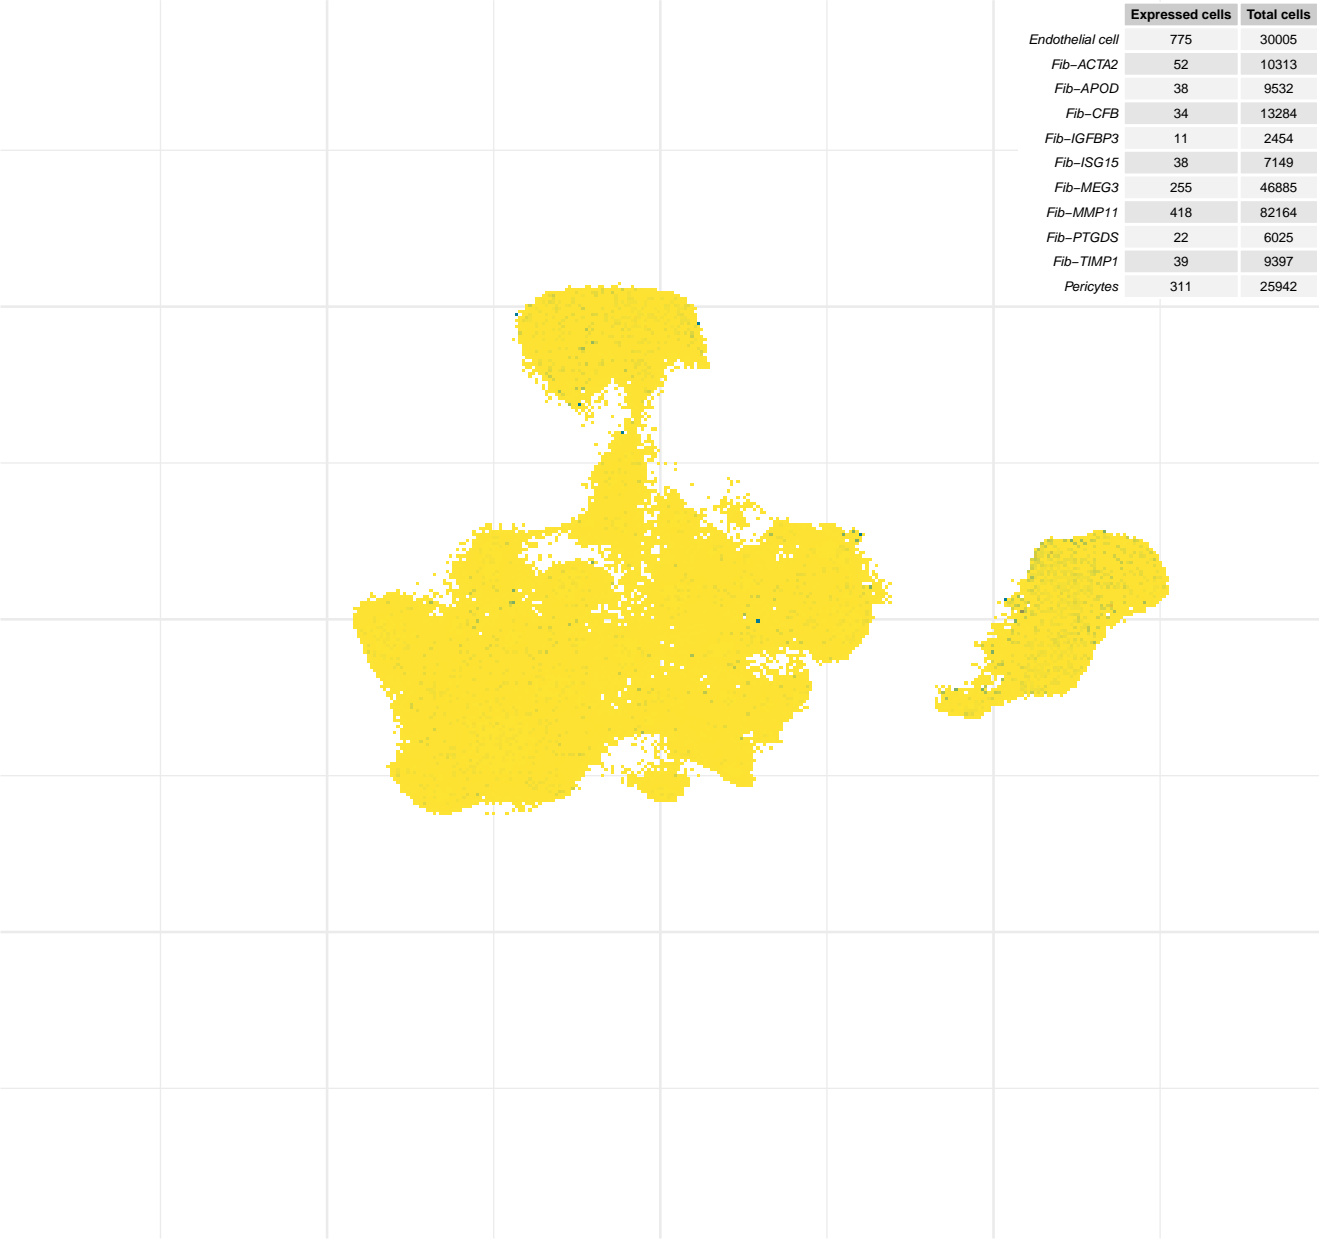 Expressed cells Total cells
Endothelial cell 775 30005
Fib−ACTA2 52 10313
Fib−APOD 38 9532
Fib−CFB 34 13284
Fib−IGFBP3 11 2454
Fib−ISG15 38 7149
Fib−MEG3 255 46885
Fib−MMP11 418 82164
Fib−PTGDS 22 6025
Fib−TIMP1 39 9397
Pericytes 311 25942